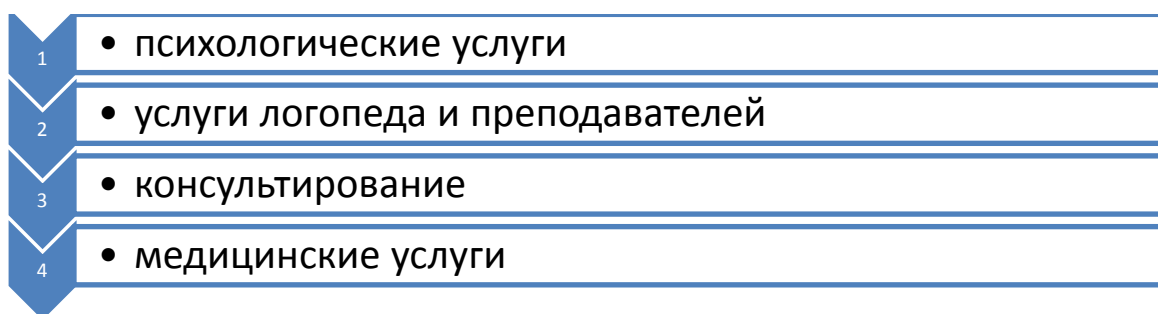 1 • психологические услуги
2 • услуги логопеда и преподавателей
3 • консультирование
4 • медицинские услуги